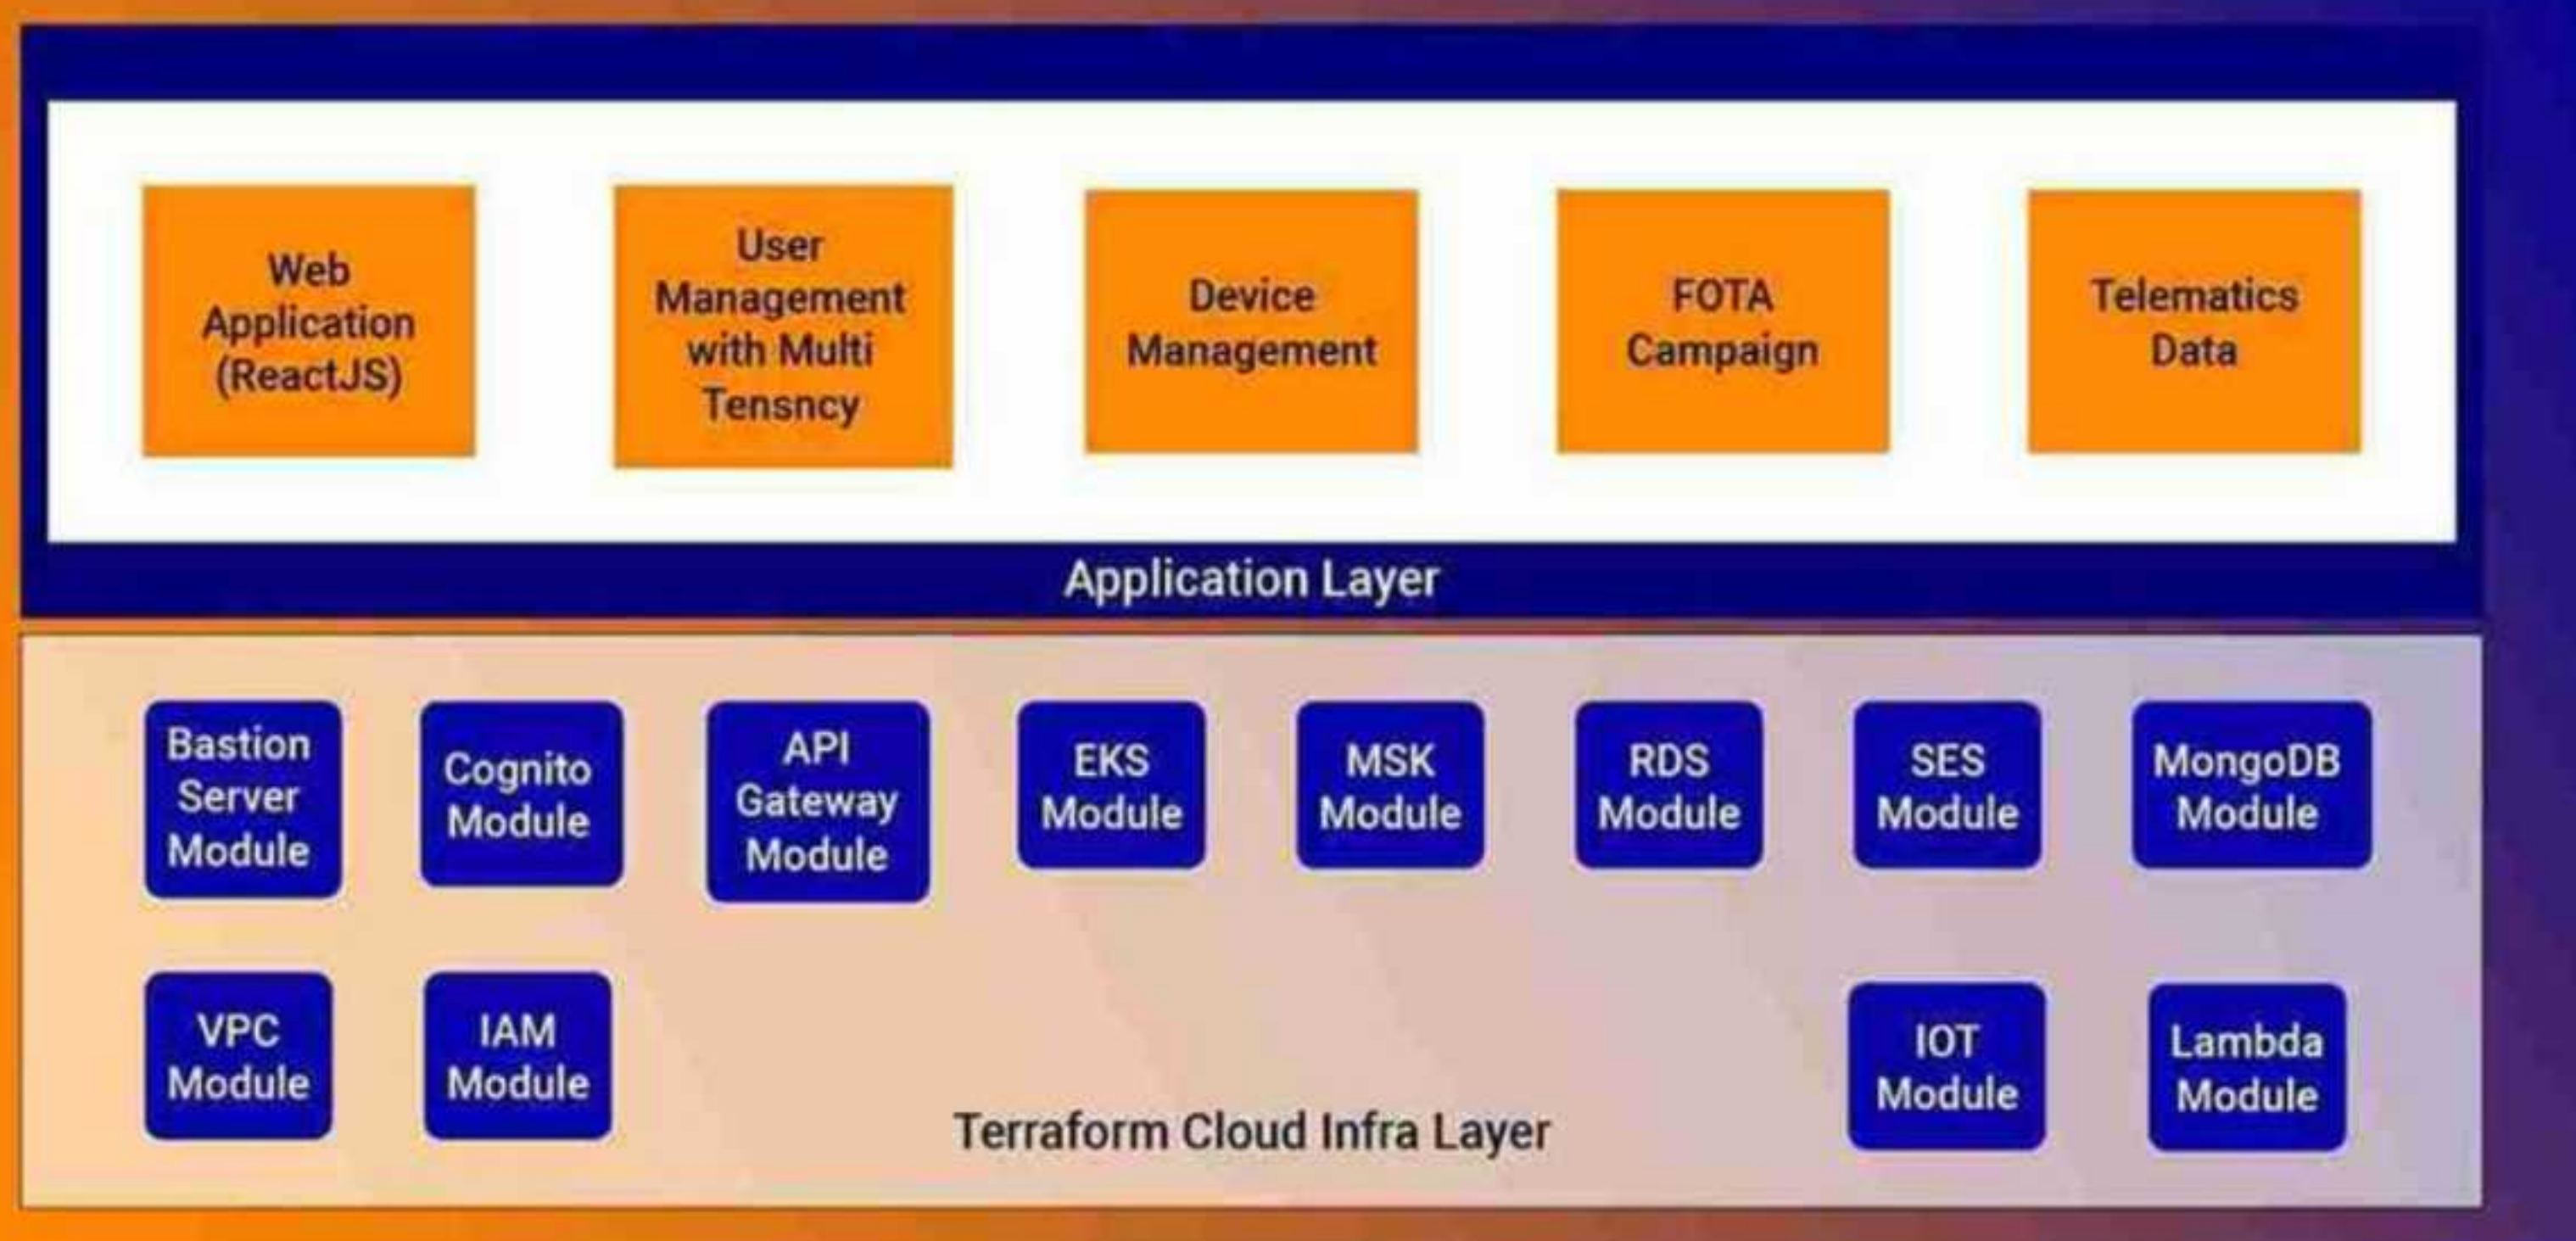 Web
Application
(ReactJS)
User
Management
with Multi
Tensncy
Device
Management
FOTA
Campaign
Telematics
Data
Application Layer
Bastion
Server
Module
Cognito
Module
API
Gateway
Module
EKS
Module
MSK
Module
RDS
Module
SES
Module
MongoDB
Module
VPC
Module
IAM
Module
IOT
Module
Lambda
Module
Terraform Cloud Infra Layer